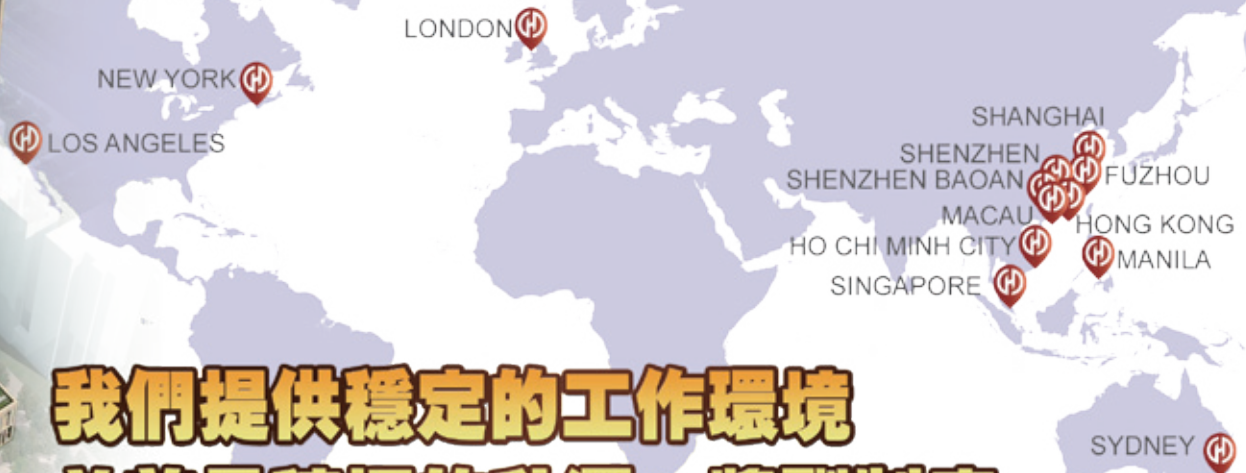 LONDON
NEW YORK
LOS ANGELES
SHANGHAI
SHENZHEN
SHENZHEN BAOAN
FUZHOU
MACAU
HONG KONG
HO CHI MINH CITY
MANILA
SINGAPORE
我們提供穩定的工作環境
SYDNEY